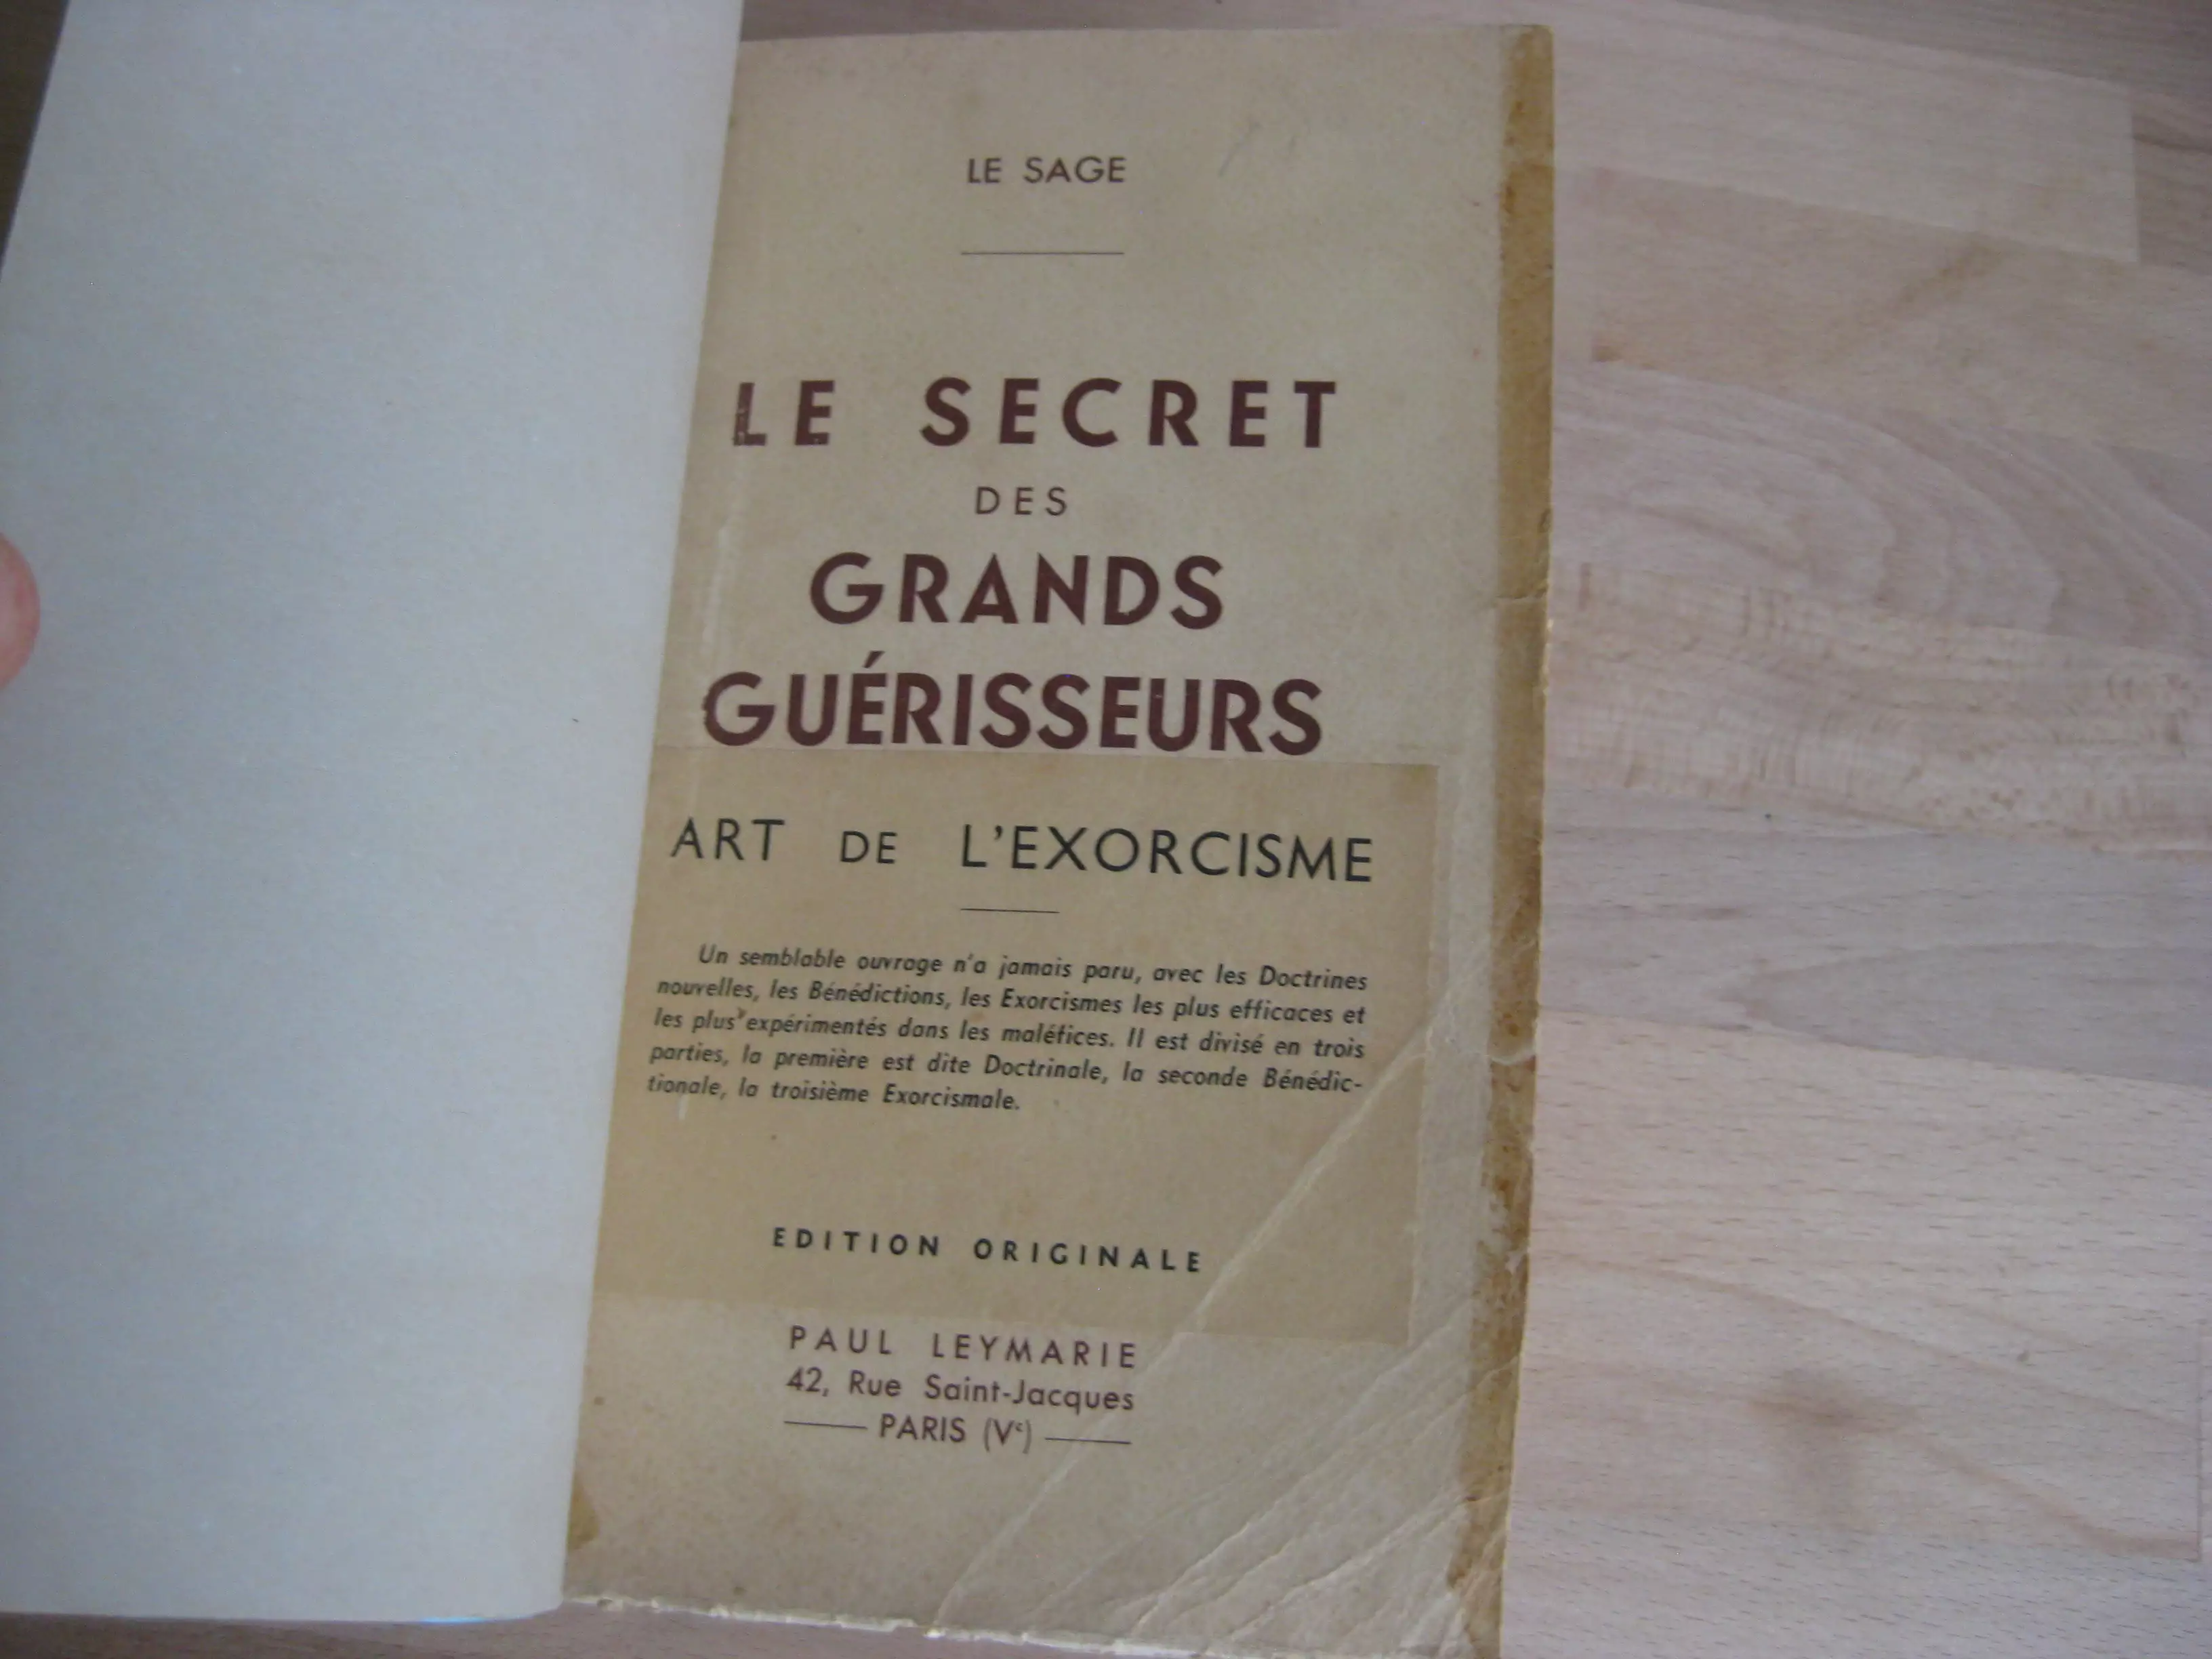 LE SAGE
LE SECRET
DES
GRANDS
GUÉRISSEURS
ART DE L'EXORCISME
Un semblable ouvrage n'a jamais paru, avec les Doctrines
nouvelles, les Bénédictions, les Exorcismes les plus efficaces et
les plus expérimentés dans les maléfices. Il est divisé en trois
parties, la première est dite Doctrinale, la seconde Bénédic-
tionale, la troisième Exorcismale.
EDITION ORIGINALE
PAUL LEYMARIE
42, Rue Saint-Jacques
PARIS (Vᵉ)